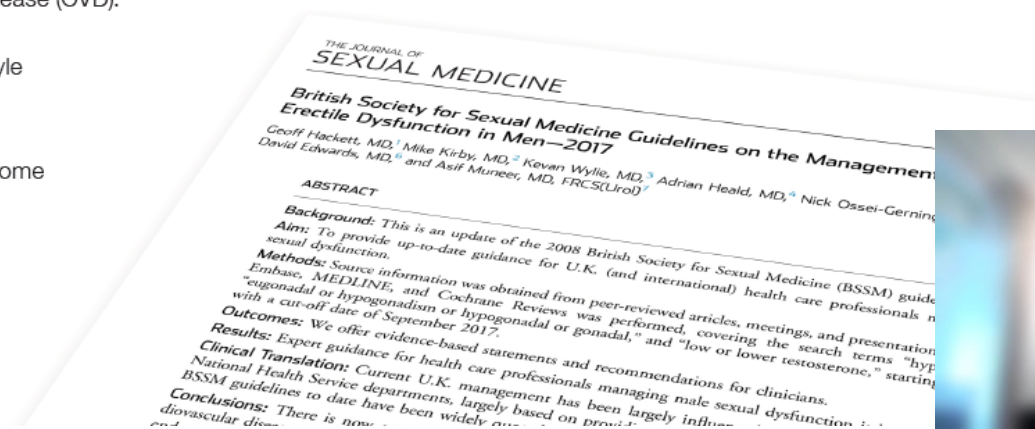 ease (CVD).
yle
ome
THE JOURNAL OF
SEXUAL MEDICINE
British Society for Sexual Medicine Guidelines on the Management
Erectile Dysfunction in Men—2017
Geoff Hackett, MD,1 Mike Kirby, MD,2 Kevan Wylie, MD,3 Adrian Heald, MD,4 Nick Ossei-Gerning
David Edwards, MD,6 and Asif Muneer, MD, FRCS(Urol)7
ABSTRACT
Background: This is an update of the 2008 British Society for Sexual Medicine (BSSM) guide
Aim: To provide up-to-date guidance for U.K. (and international) health care professionals
sexual dysfunction.
Methods: Source information was obtained from peer-reviewed articles, meetings, and presentation
Embase, MEDLINE, and Cochrane Reviews was performed, covering the search terms “hyp
“eugonadal or hypogonadism or hypogonadal or gonadal,” and “low or lower testosterone,” starting
with a cut-off date of September 2017.
Outcomes: We offer evidence-based statements and recommendations for clinicians.
Results: Expert guidance for health care professionals managing male sexual dysfunction
Clinical Translation: Current U.K. management has been largely
National Health Service departments, largely based on
BSSM guidelines to date have been widely
Conclusions: There is now
diovascular